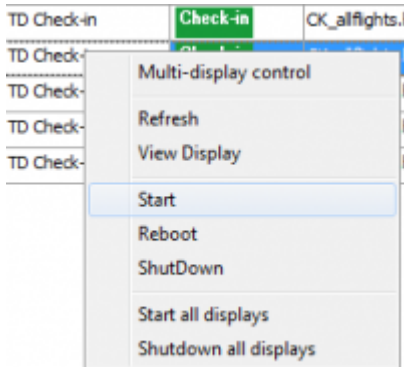 TD Check-in Check-in CK_allflights.
TD Check-
TD Check-
TD Check-
TD Check-
Multi-display control
Refresh
View Display
Start
Reboot
ShutDown
Start all displays
Shutdown all displays